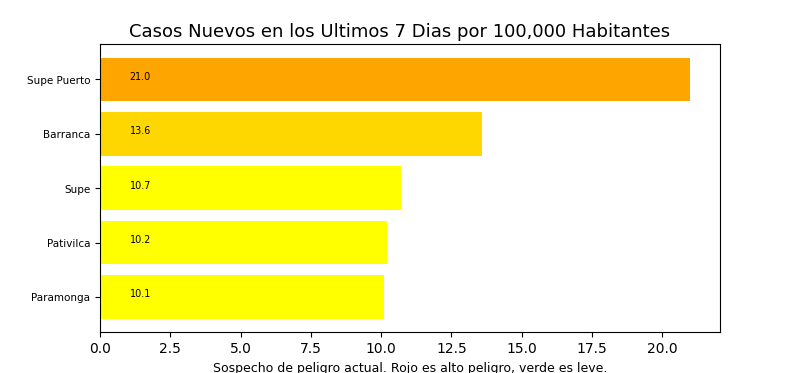 Casos Nuevos en los Ultimos 7 Dias por 100,000 Habitantes
Supe Puerto
21.0
Barranca
13.6
Supe
10.7
Pativilca
10.2
Paramonga
10.1
0.0 2.5 5.0 7.5 10.0 12.5 15.0 17.5 20.0
Sospecho de peligro actual. Rojo es alto peligro, verde es leve.